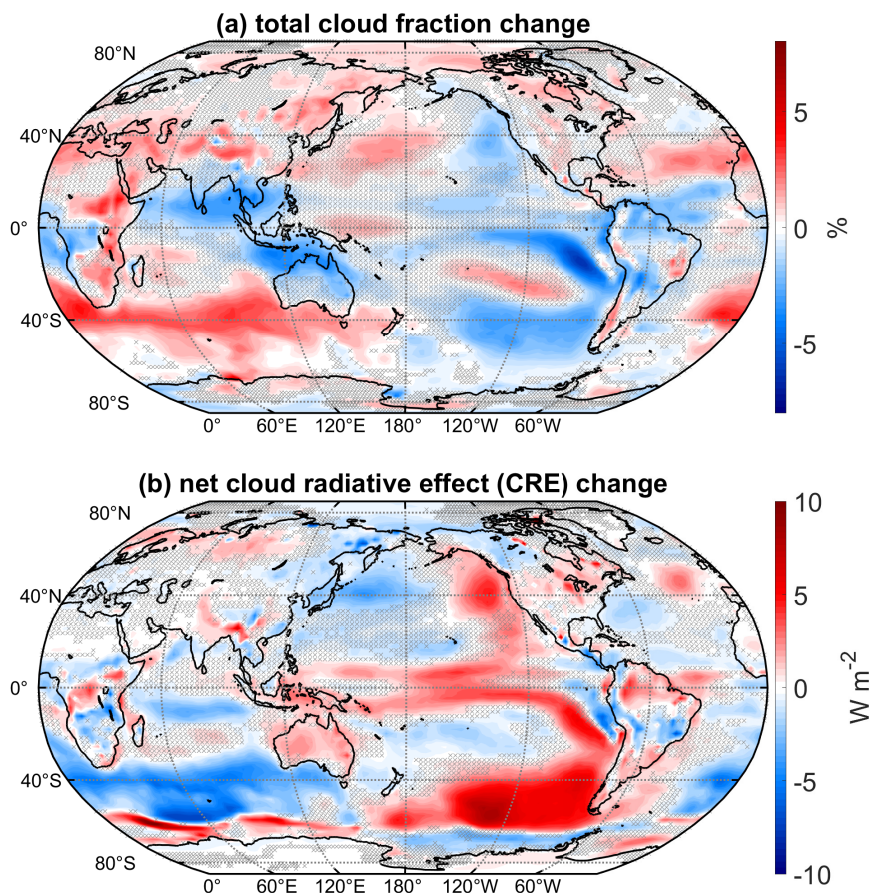 (a) total cloud fraction change
80°N
40°N
0°
40°S
80°S
0° 60°E 120°E 180° 120°W 60W
5
0
-5
%
(b) net cloud radiative effect (CRE) change
80°N
40°N
0°
40°S
80°S
0° 60°E 120°E 180° 120°W 60W
10
5
0
-5
-10
W m⁻²